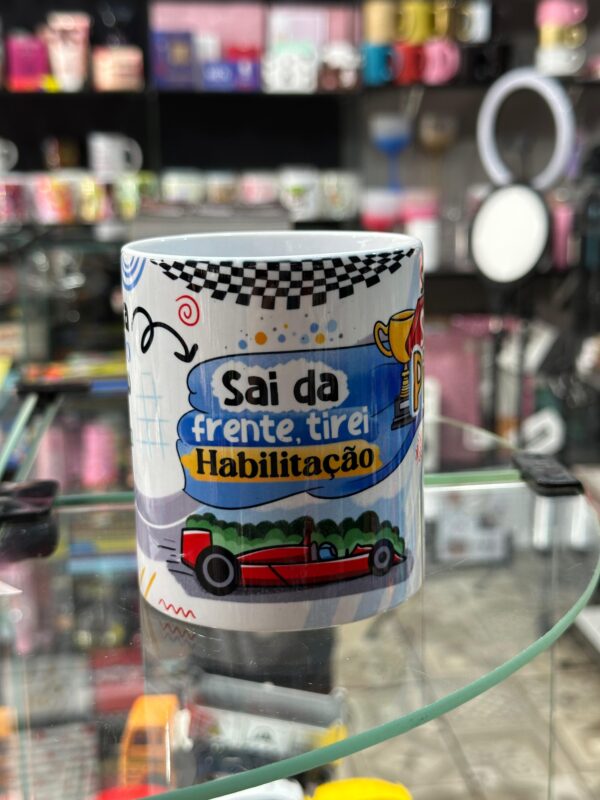 Sai da
frente, tirei
Habilitação